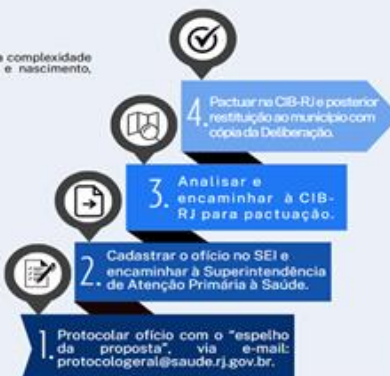 a complexidade
e nascimento,
4. Pactuar na CIB-RJ e posterior
restituição ao município com
cópia da Deliberação.
3. Analisar e
encaminhar à CIB-
RJ para pactuação.
2. Cadastrar o ofício no SEI e
encaminhar à Superintendência
de Atenção Primária à Saúde.
1. Protocolar ofício com o "espelho
da proposta", via e-mail:
protocologeral@saude.rj.gov.br.